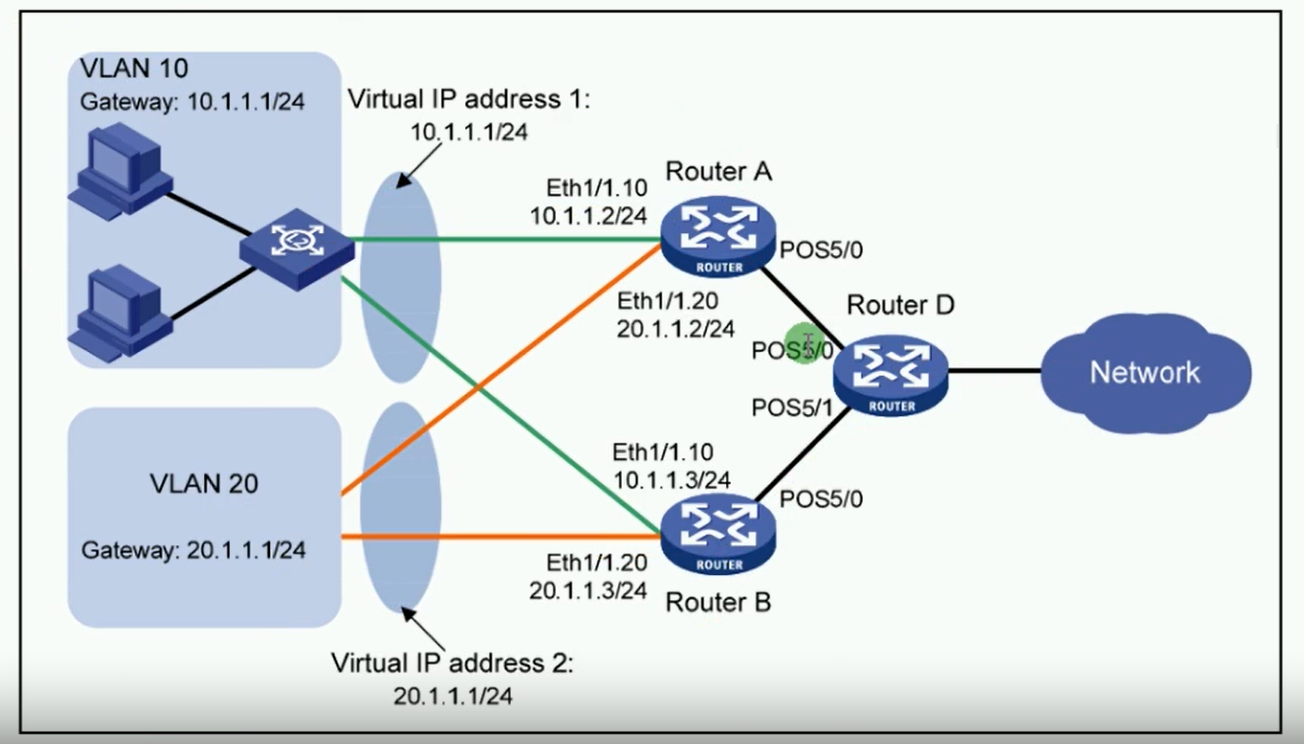 VLAN 10
Gateway: 10.1.1.1/24
Virtual IP address 1:
10.1.1.1/24
Router A
Eth1/1.10
10.1.1.2/24
ROUTER
POS5/0
Eth1/1.20
20.1.1.2/24
Router D
POS5/0
ROUTER
POS5/1
Network
Eth1/1.10
10.1.1.3/24
POS5/0
ROUTER
Eth1/1.20
20.1.1.3/24
Router B
VLAN 20
Gateway: 20.1.1.1/24
Virtual IP address 2:
20.1.1.1/24